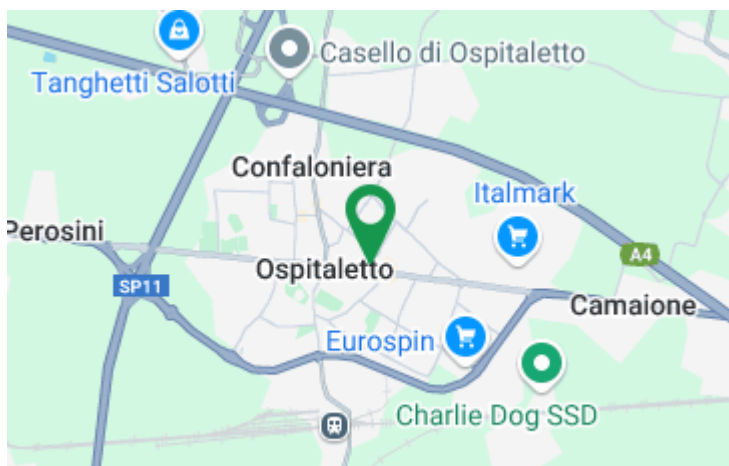 Casello di Ospitaletto
Tanghetti Salotti
Confaloniera
Italmark
Perosini
Ospitaletto
A4
SP11
Camaione
Eurospin
Charlie Dog SSD